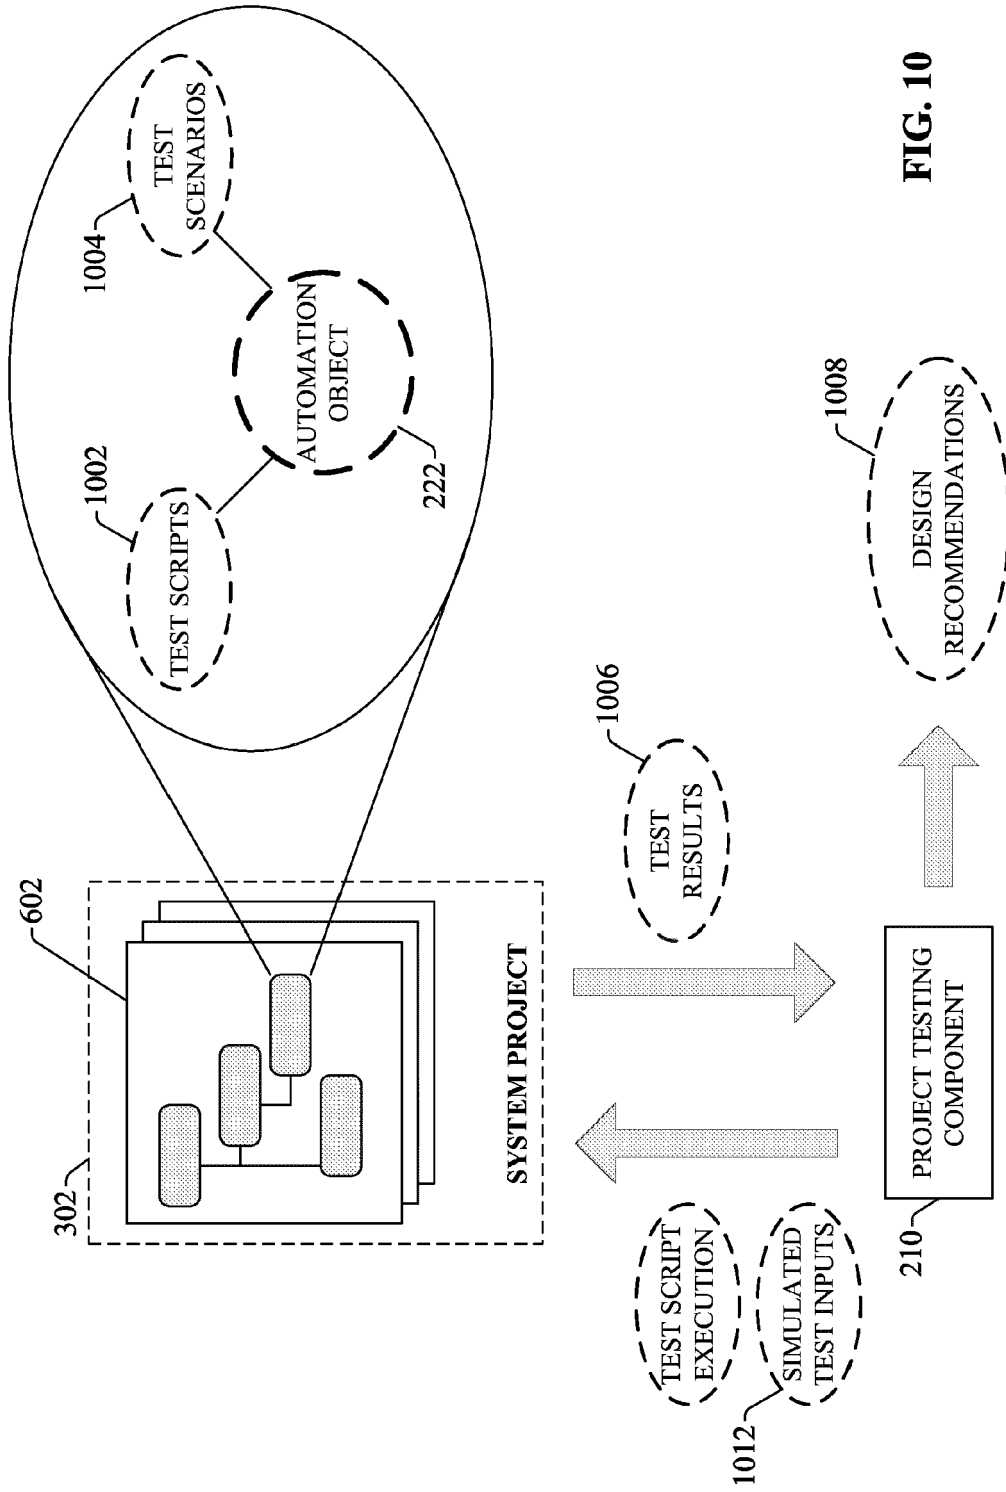 302
602
SYSTEM PROJECT
1002
TEST SCRIPTS
1004
TEST
SCENARIOS
AUTOMATION
OBJECT
222
TEST SCRIPT
EXECUTION
SIMULATED
TEST INPUTS
1012
TEST
RESULTS
1006
PROJECT TESTING
COMPONENT
210
DESIGN
RECOMMENDATIONS
1008
FIG. 10